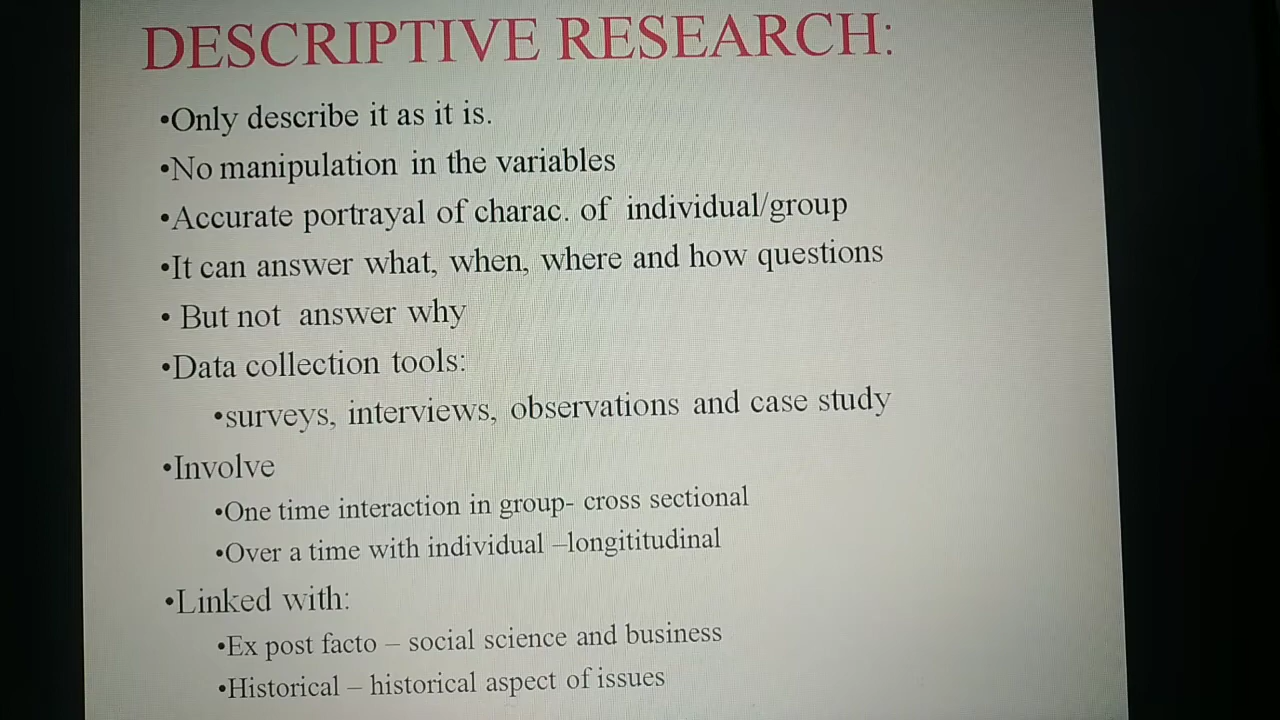 DESCRIPTIVE RESEARCH:
•Only describe it as it is.
•No manipulation in the variables
•Accurate portrayal of charac. of individual/group
•It can answer what, when, where and how questions
• But not answer why
•Data collection tools:
•surveys, interviews, observations and case study
•Involve
•One time interaction in group- cross sectional
•Over a time with individual –longititudinal
•Linked with:
•Ex post facto – social science and business
•Historical – historical aspect of issues